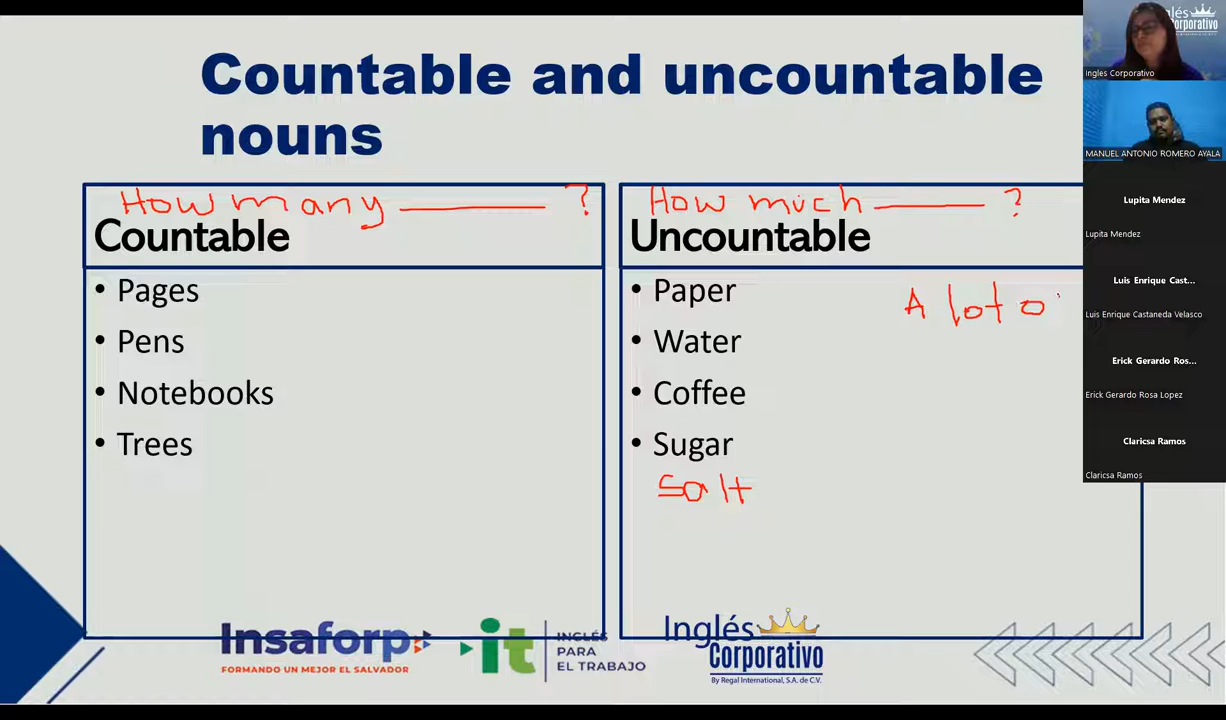 Countable and uncountable
nouns
How many ______ ?
Countable
• Pages
• Pens
• Notebooks
• Trees
How much ______ ?
Uncountable
• Paper
• Water
• Coffee
• Sugar
Salt
A lot o
Insaforp
FORMANDO UN MEJOR EL SALVADOR
it
INGLÉS
PARA
EL TRABAJO
Inglés
Corporativo
By Regal International, S.A. de C.V.
Inglés
Corporativo
Ingles Corporativo
MANUEL ANTONIO ROMERO AYALA
Lupita Mendez
Lupita Mendez
Luis Enrique Cast...
Luis Enrique Castaneda Velasco
Erick Gerardo Ros...
Erick Gerardo Rosa Lopez
Claricsa Ramos
Claricsa Ramos